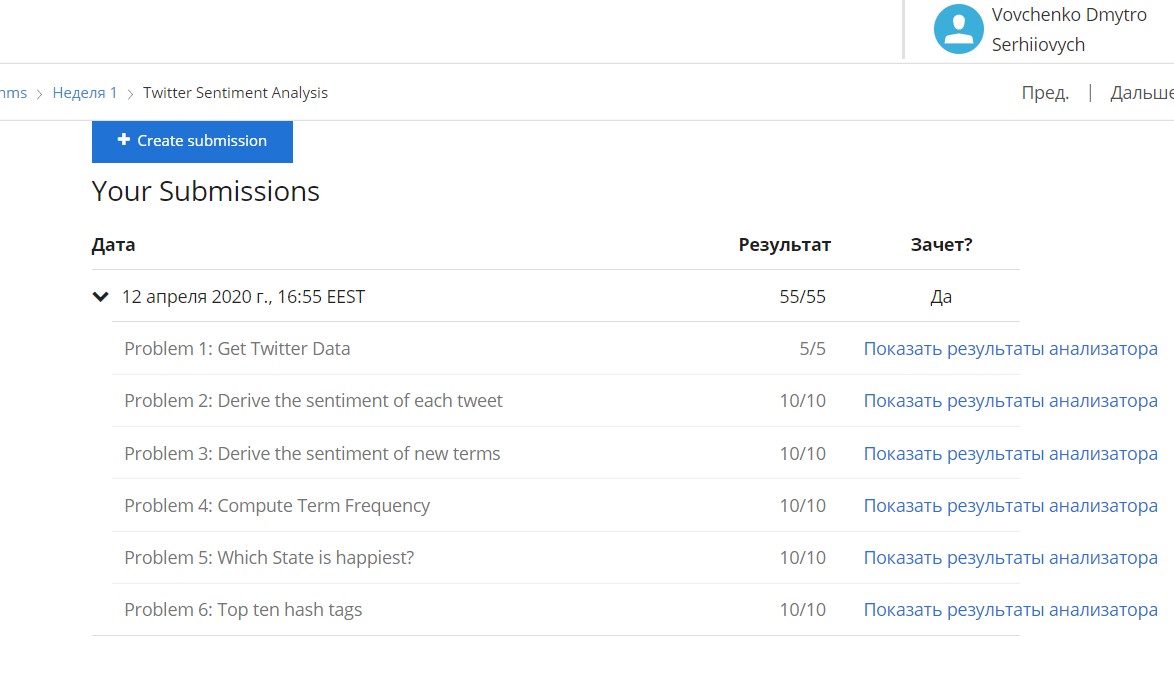 Vovchenko Dmytro
Serhiiovych
Неделя 1 > Twitter Sentiment Analysis
Пред. | Дальше
+ Create submission
Your Submissions
Дата Результат Зачет?
12 апреля 2020 г., 16:55 EEST 55/55 Да
Problem 1: Get Twitter Data 5/5 Показать результаты анализатора
Problem 2: Derive the sentiment of each tweet 10/10 Показать результаты анализатора
Problem 3: Derive the sentiment of new terms 10/10 Показать результаты анализатора
Problem 4: Compute Term Frequency 10/10 Показать результаты анализатора
Problem 5: Which State is happiest? 10/10 Показать результаты анализатора
Problem 6: Top ten hash tags 10/10 Показать результаты анализатора